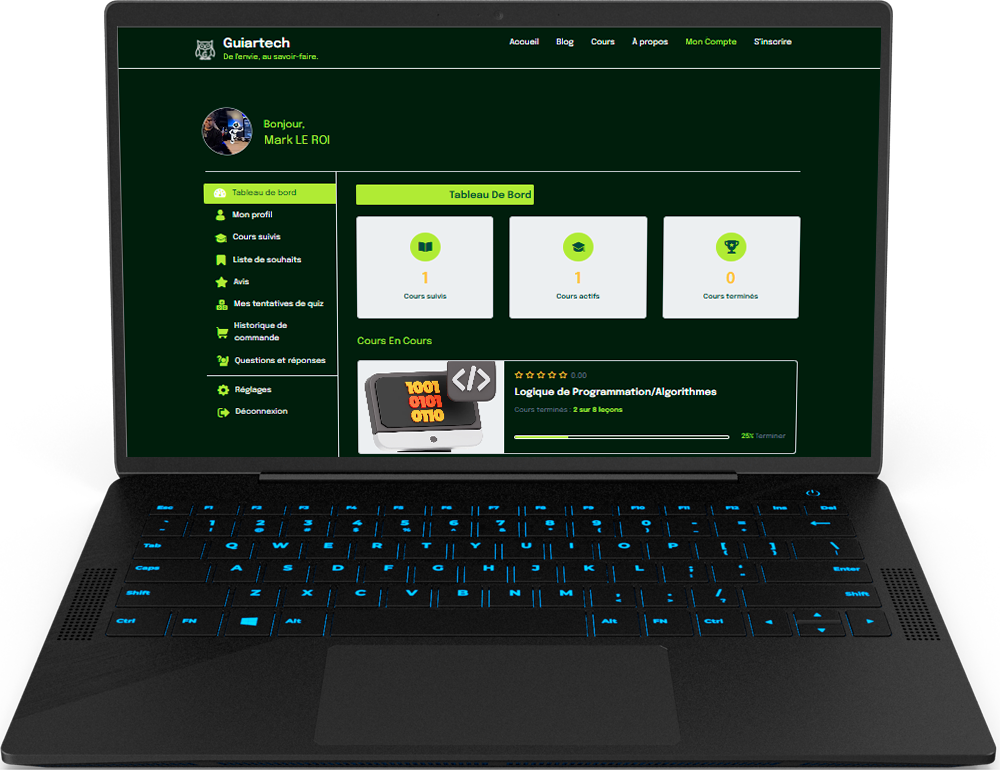 Guiartech
De l'envie, au savoir-faire.
Accueil Blog Cours À propos Mon Compte S'inscrire
Bonjour,
Mark LE ROI
Tableau de bord
Mon profil
Cours suivis
Liste de souhaits
Avis
Mes tentatives de quiz
Historique de
commande
Questions et réponses
Réglages
Déconnexion
Tableau De Bord
1
Cours suivis
1
Cours actifs
0
Cours terminés
Cours En Cours
1001
0101
0110
</>
0.00
Logique de Programmation/Algorithmes
Cours terminés : 2 sur 8 leçons
25% Terminer
Esc F1 F2 F3 F4 F5 F6 F7 F8 F9 F10 F11 F12 Ins Del
1 2 3 4 5 6 7 8 9 0
Tab Q W E R T Y U I O P [ ] \
Caps A S D F G H J K L Enter
Shift Z X C V B N M Shift
Ctrl FN Alt Alt FN Ctrl